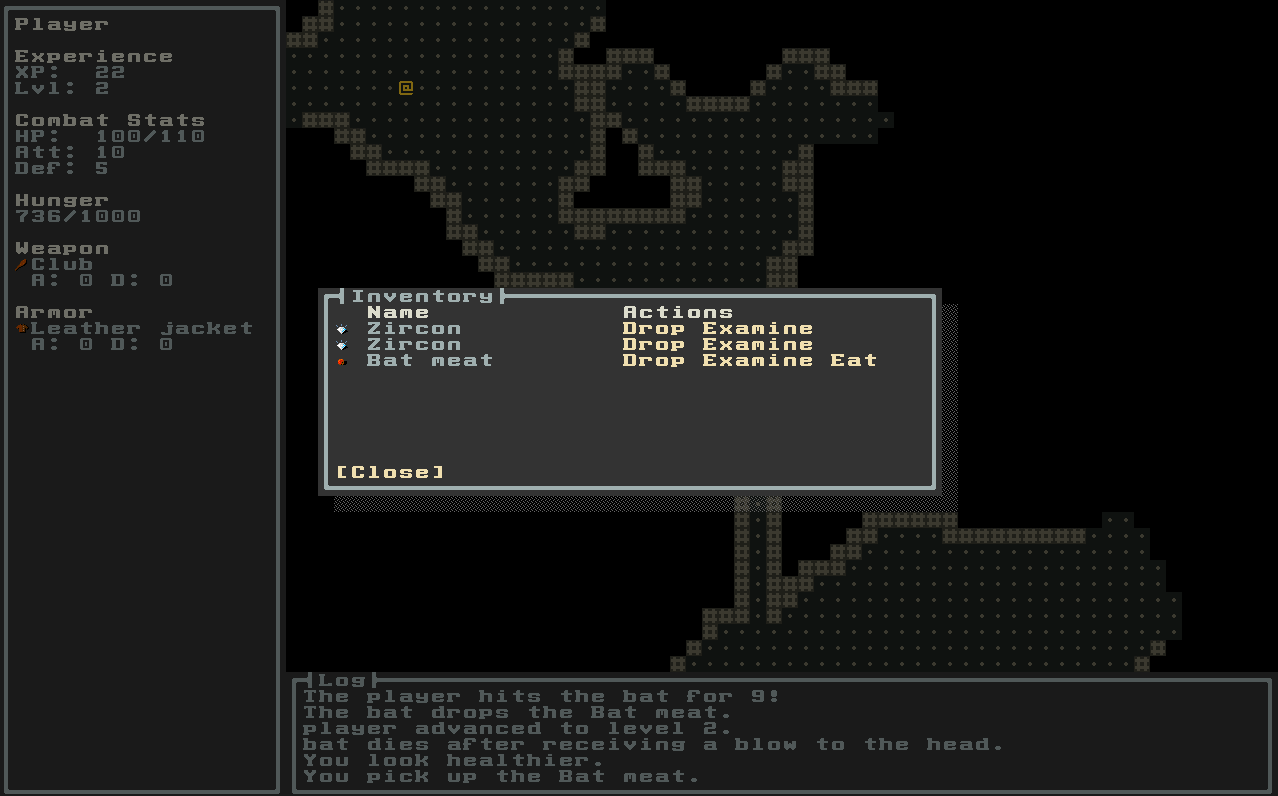 Player
Experience
XP: 22
Lvl: 2
Combat Stats
HP: 100/110
Att: 10
Def: 5
Hunger
736/1000
Weapon
Club
A: 0 D: 0
Armor
Leather jacket
A: 0 D: 0
@
Inventory
Name Actions
Zircon Drop Examine
Zircon Drop Examine
Bat meat Drop Examine Eat
[Close]
Log
The player hits the bat for 9!
The bat drops the Bat meat.
player advanced to level 2.
bat dies after receiving a blow to the head.
You look healthier.
You pick up the Bat meat.